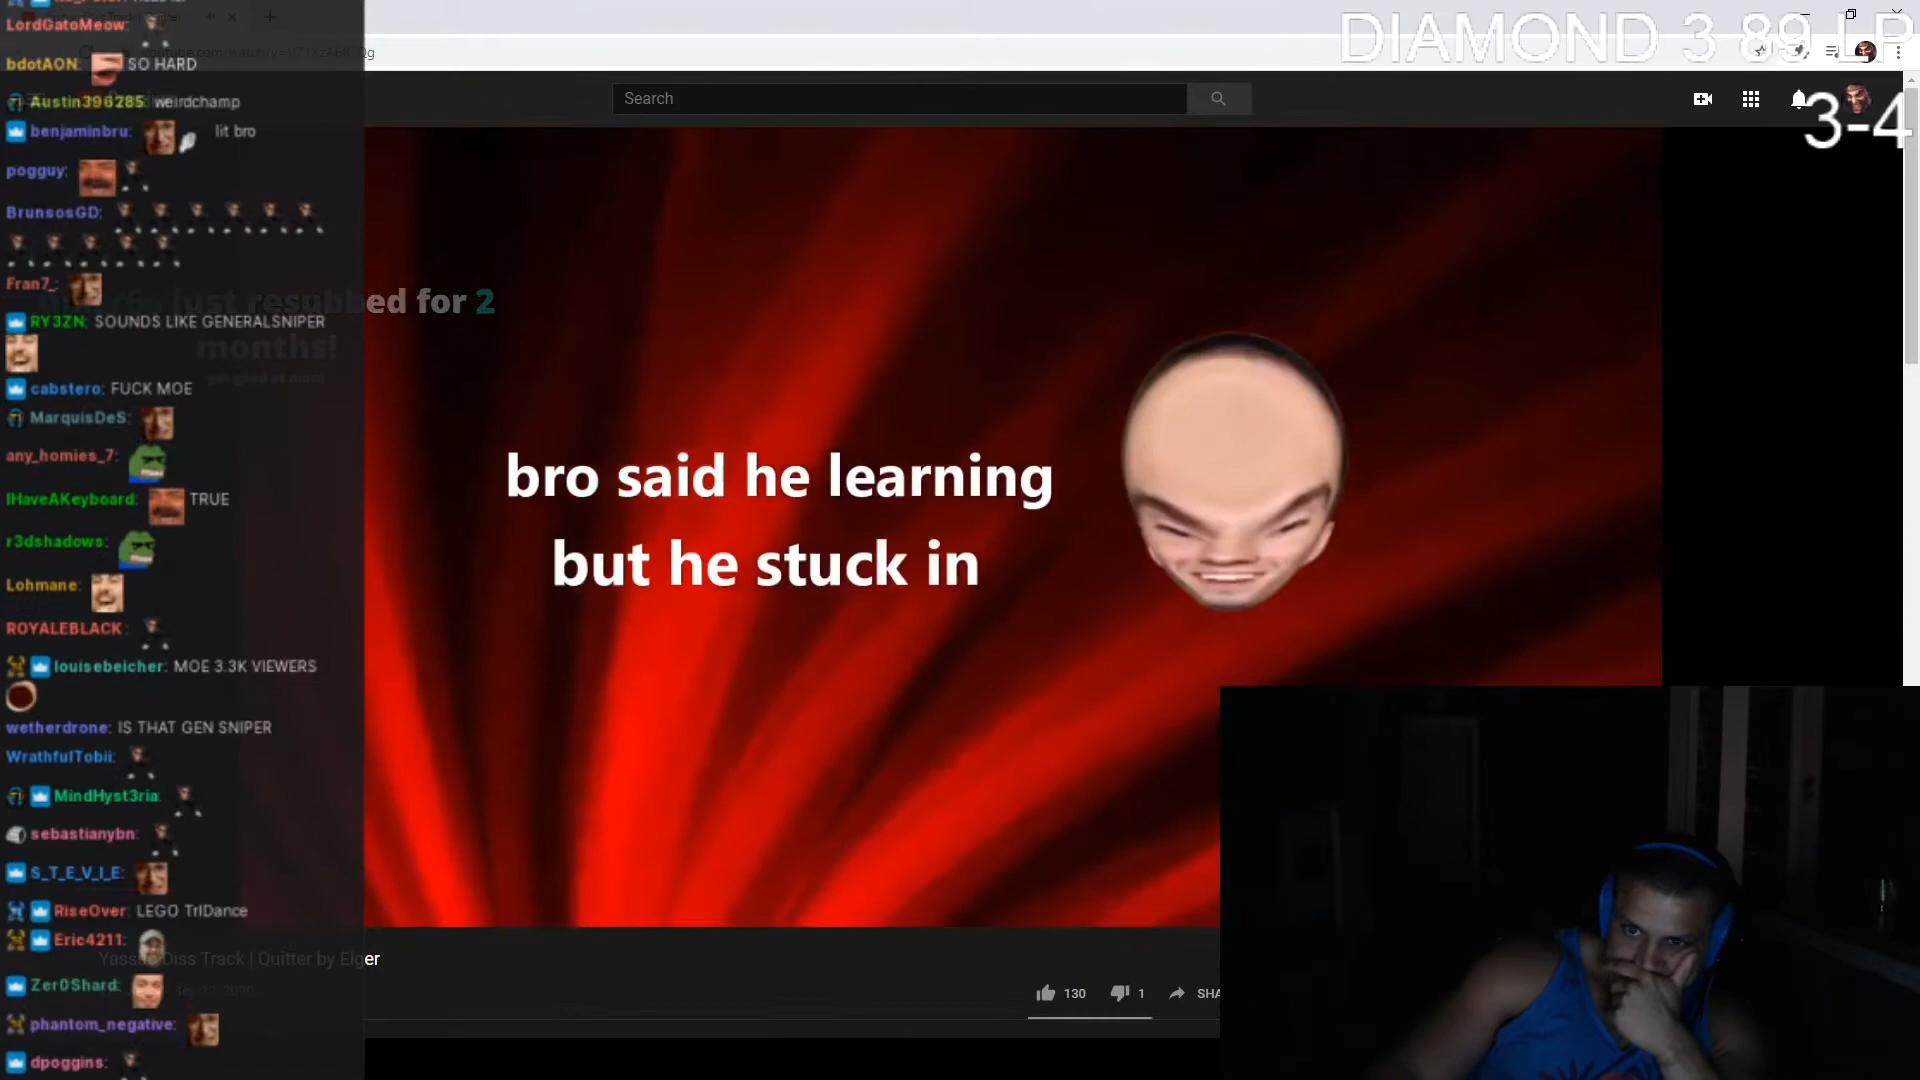 LordGatoMeow:
DIAMOND 3 89 LP
bdotAON: SO HARD
Search
Austin396285: weirdchamp
3-4
benjaminbru: lit bro
pogguy:
BrunsosGD:
Fran7_:
just resubbed for 2
months!
RY3ZN: SOUNDS LIKE GENERALSNIPER
cabstero: FUCK MOE
MarquisDeS:
any_homies_7:
bro said he learning
but he stuck in
IHaveAKeyboard: TRUE
r3dshadows:
Lohmane:
ROYALEBLACK:
louisebeicher: MOE 3.3K VIEWERS
wetherdrone: IS THAT GEN SNIPER
WrathfulTobii:
MindHyst3ria:
sebastianybn:
S_T_E_V_I_E:
RiseOver: LEGO TriDance
Eric4211:
Diss Track | Quitter by Elger
Zer0Shard:
130
1
SHA
phantom_negative:
dpoggins: